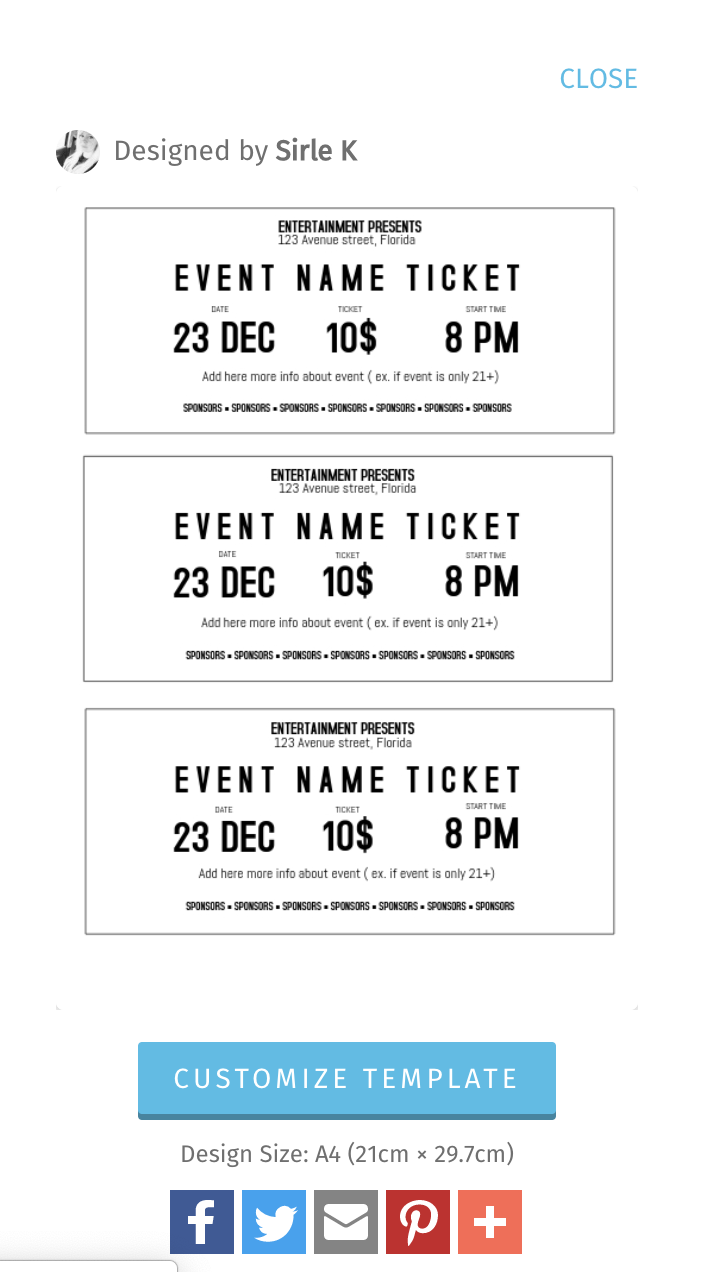 CLOSE
Designed by Sirle K
ENTERTAINMENT PRESENTS
123 Avenue street, Florida
EVENT NAME TICKET
DATE TICKET START TIME
23 DEC 10$ 8 PM
Add here more info about event ( ex. if event is only 21+)
SPONSORS ▪ SPONSORS ▪ SPONSORS ▪ SPONSORS ▪ SPONSORS ▪ SPONSORS ▪ SPONSORS
ENTERTAINMENT PRESENTS
123 Avenue street, Florida
EVENT NAME TICKET
DATE TICKET START TIME
23 DEC 10$ 8 PM
Add here more info about event ( ex. if event is only 21+)
SPONSORS ▪ SPONSORS ▪ SPONSORS ▪ SPONSORS ▪ SPONSORS ▪ SPONSORS ▪ SPONSORS
ENTERTAINMENT PRESENTS
123 Avenue street, Florida
EVENT NAME TICKET
DATE TICKET START TIME
23 DEC 10$ 8 PM
Add here more info about event ( ex. if event is only 21+)
SPONSORS ▪ SPONSORS ▪ SPONSORS ▪ SPONSORS ▪ SPONSORS ▪ SPONSORS ▪ SPONSORS
CUSTOMIZE TEMPLATE
Design Size: A4 (21cm × 29.7cm)